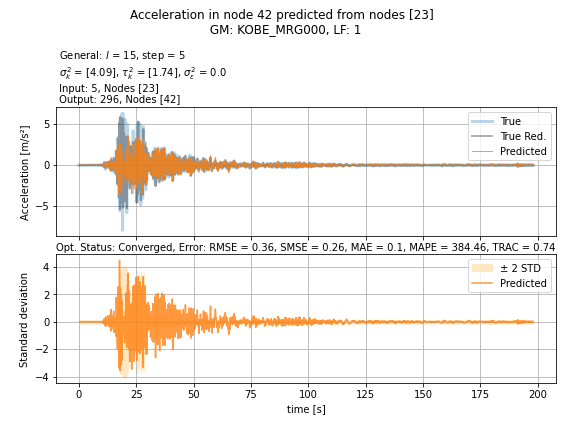 Acceleration in node 42 predicted from nodes [23]
GM: KOBE_MRG000, LF: 1
General: l = 15, step = 5
σ²ₖ = [4.09], τ²ₖ = [1.74], σ²ε = 0.0
Input: 5, Nodes [23]
Output: 296, Nodes [42]
Acceleration [m/s²]
5
0
−5
True
True Red.
Predicted
Opt. Status: Converged, Error: RMSE = 0.36, SMSE = 0.26, MAE = 0.1, MAPE = 384.46, TRAC = 0.74
Standard deviation
4
2
0
−2
−4
± 2 STD
Predicted
0 25 50 75 100 125 150 175 200
time [s]